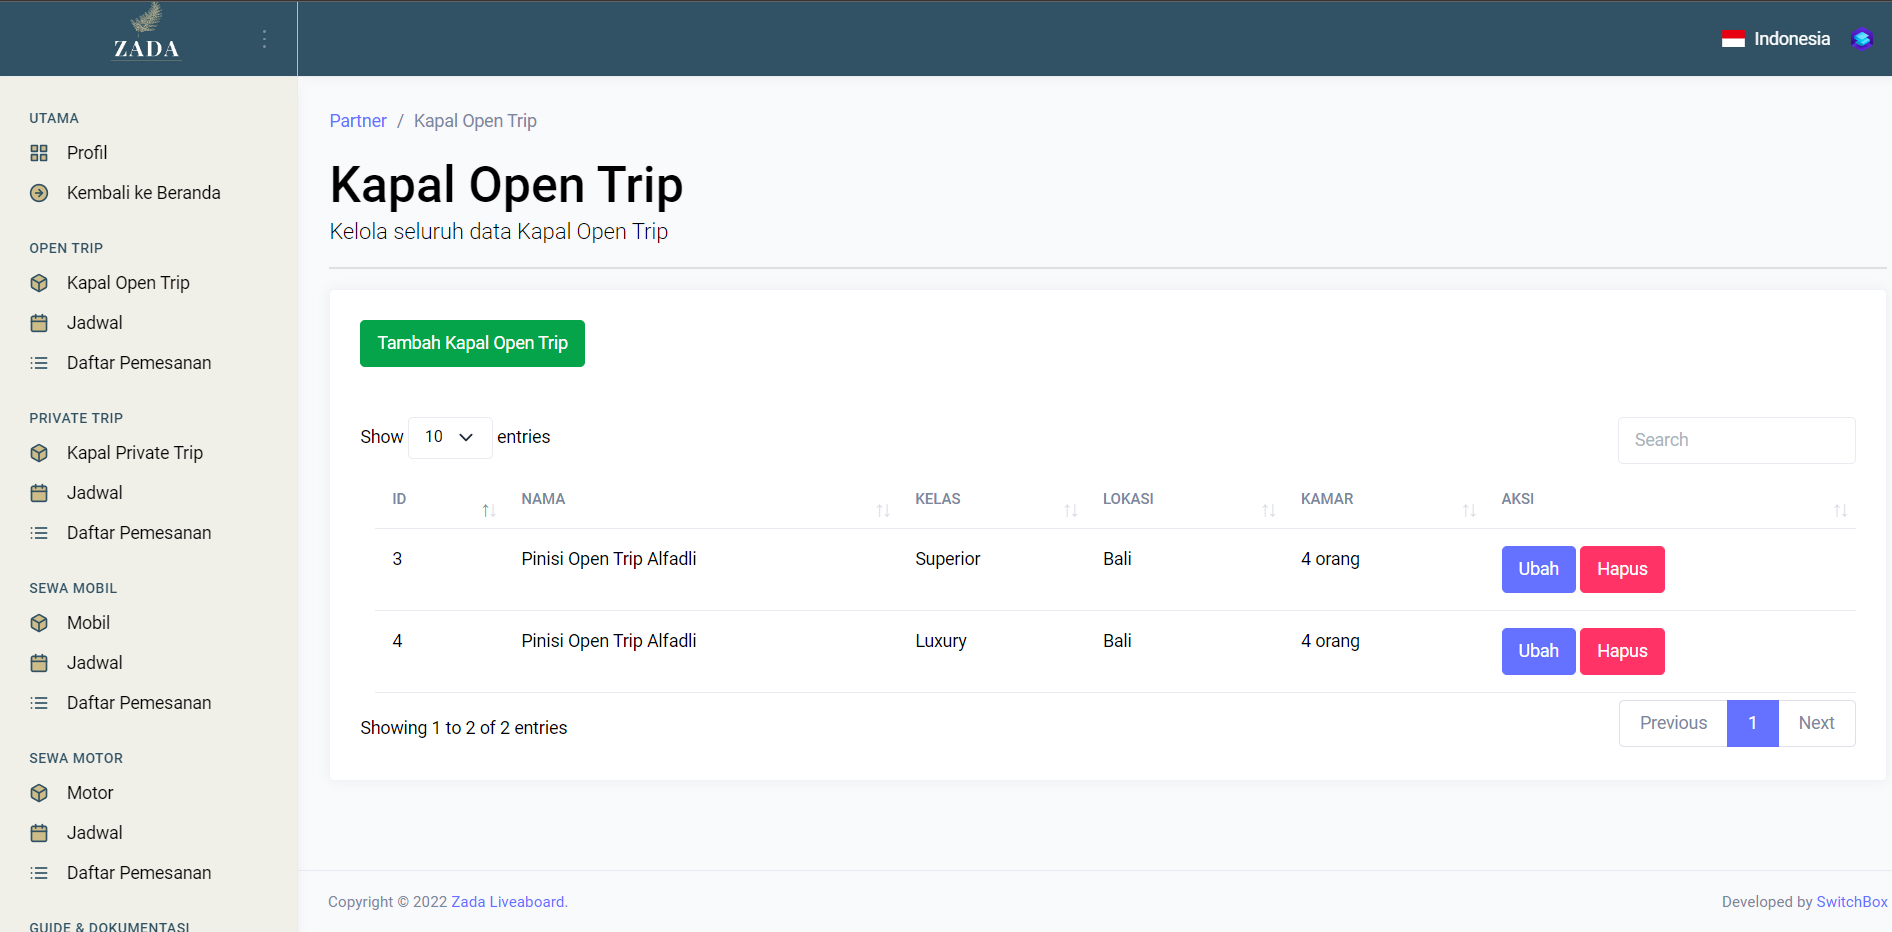 ZADA
Indonesia
UTAMA
Profil
Kembali ke Beranda
OPEN TRIP
Kapal Open Trip
Jadwal
Daftar Pemesanan
PRIVATE TRIP
Kapal Private Trip
Jadwal
Daftar Pemesanan
SEWA MOBIL
Mobil
Jadwal
Daftar Pemesanan
SEWA MOTOR
Motor
Jadwal
Daftar Pemesanan
GUIDE & DOKUMENTASI
Partner / Kapal Open Trip
Kapal Open Trip
Kelola seluruh data Kapal Open Trip
Tambah Kapal Open Trip
Show 10 entries
Search
ID NAMA KELAS LOKASI KAMAR AKSI
3 Pinisi Open Trip Alfadli Superior Bali 4 orang Ubah Hapus
4 Pinisi Open Trip Alfadli Luxury Bali 4 orang Ubah Hapus
Showing 1 to 2 of 2 entries
Previous 1 Next
Copyright © 2022 Zada Liveaboard.
Developed by SwitchBox